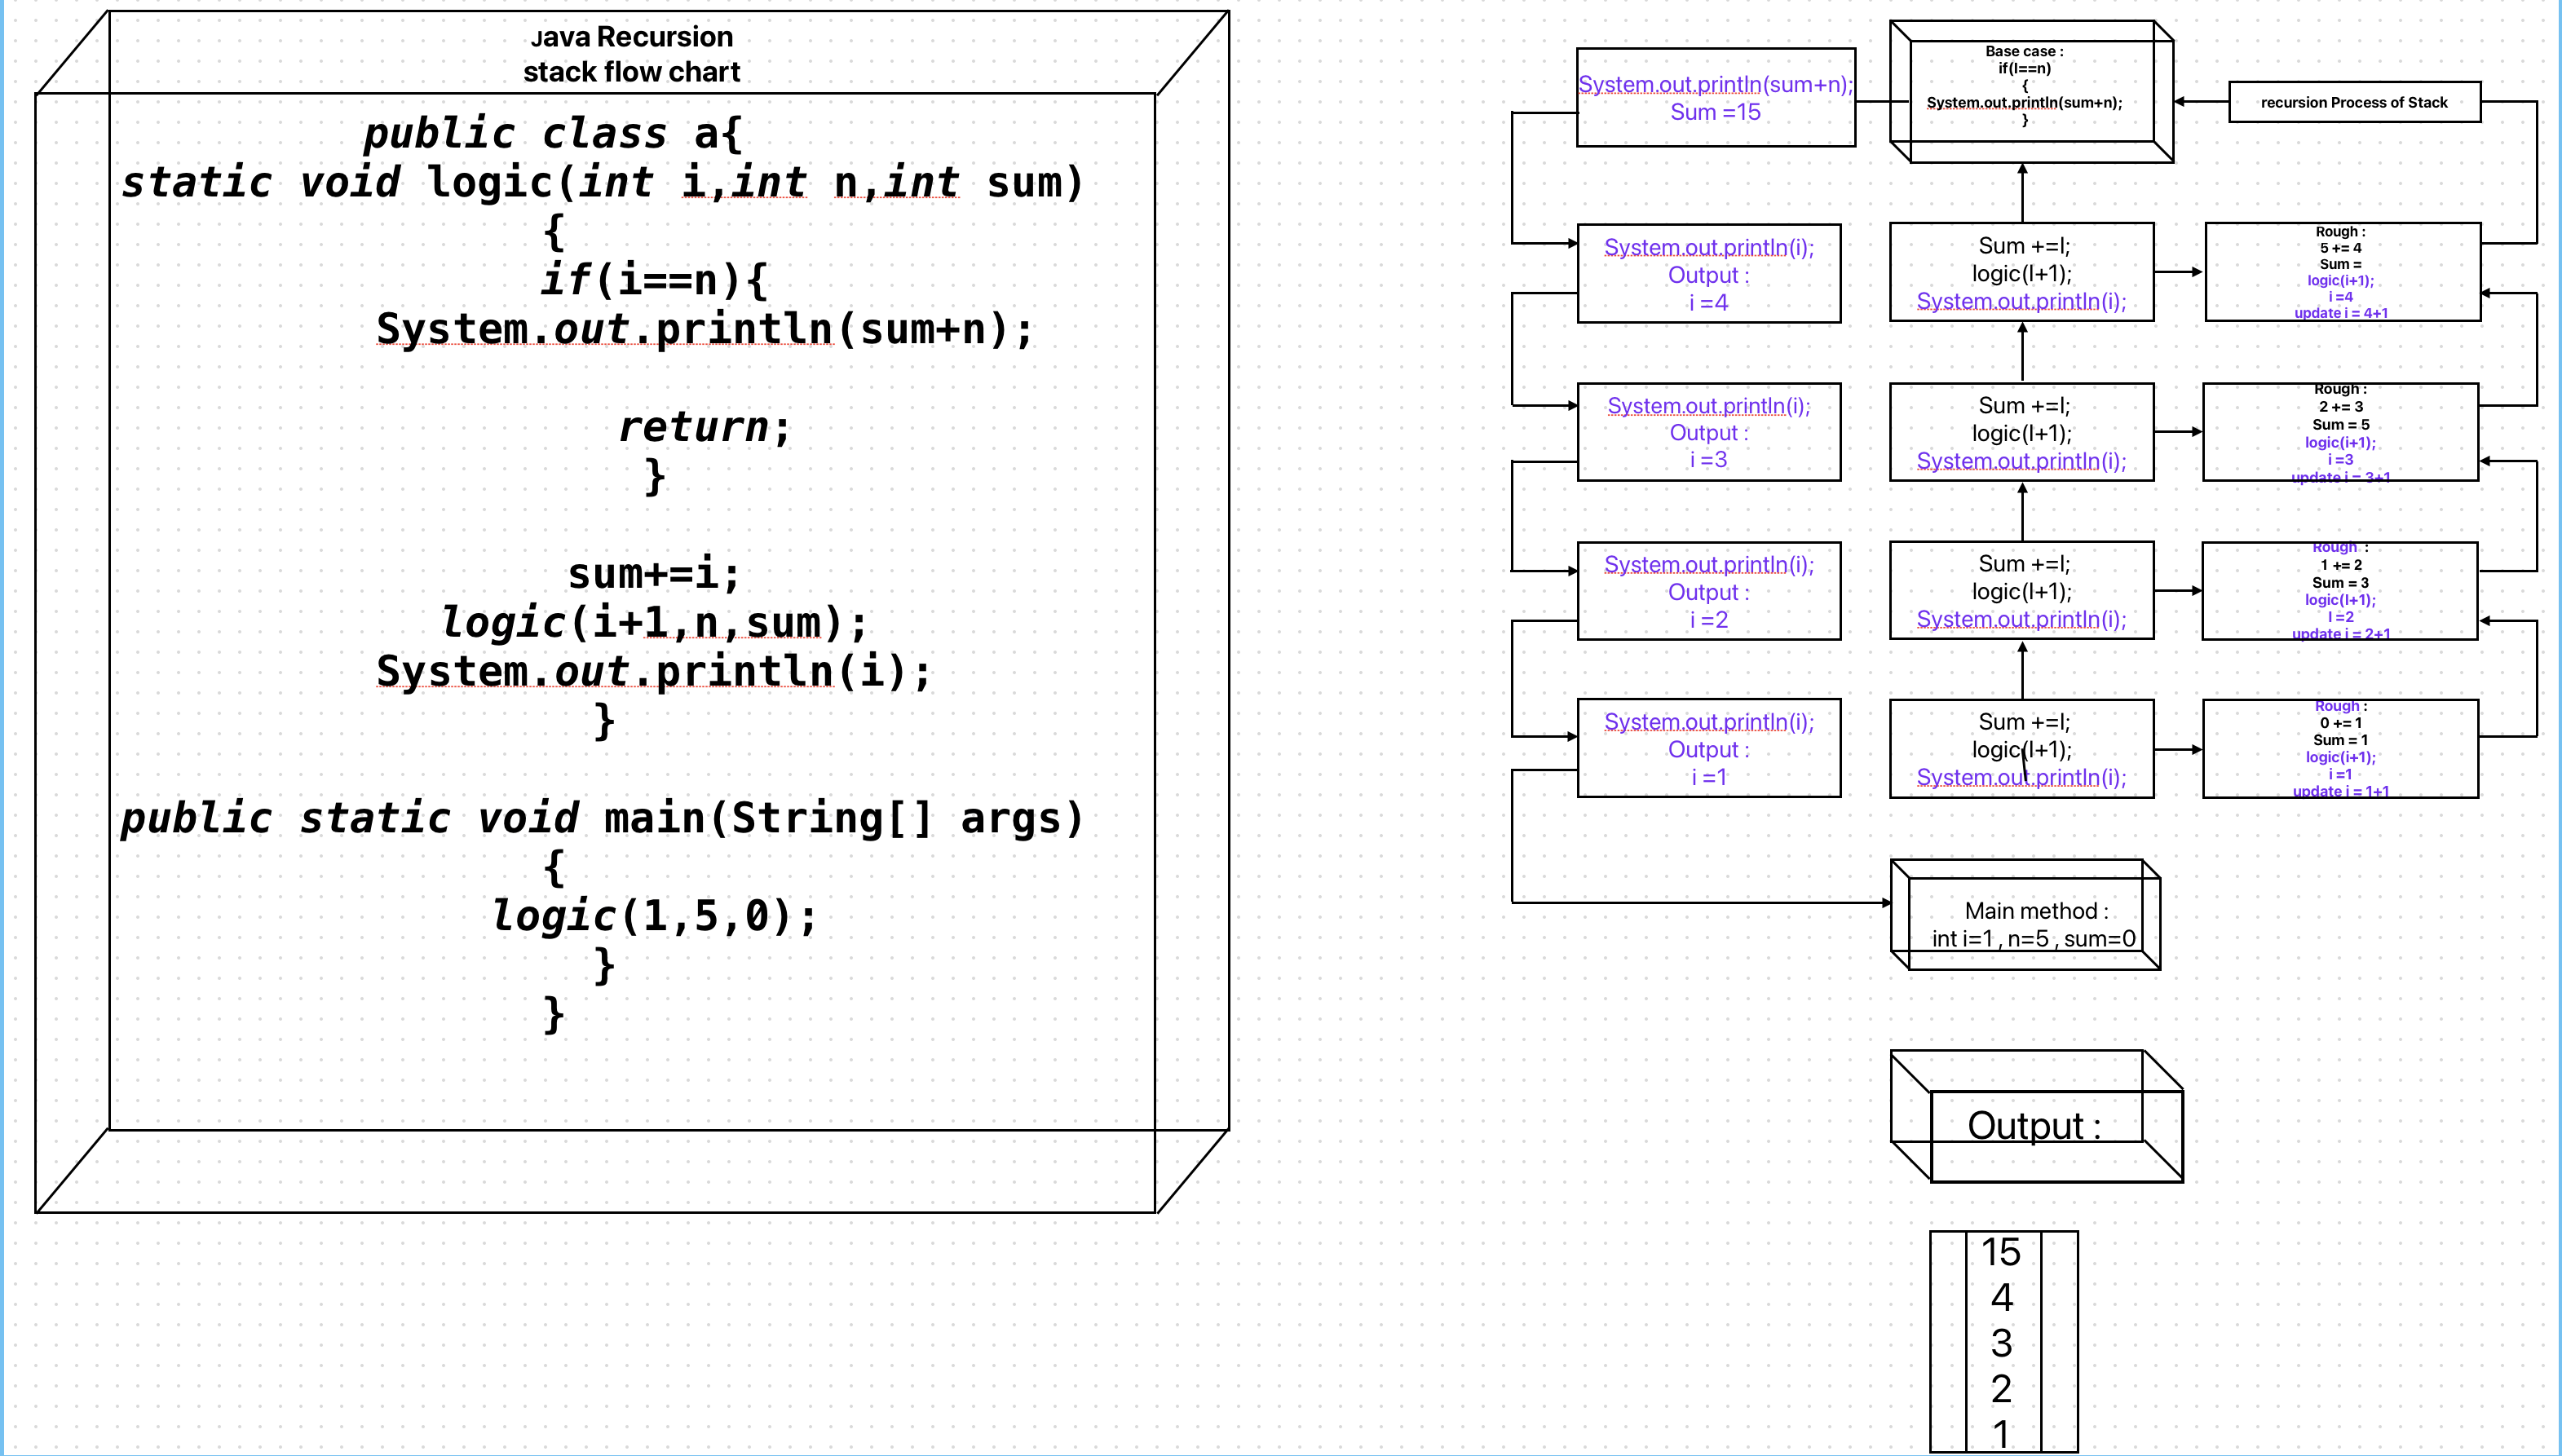 Java Recursion
stack flow chart
public class a{
static void logic(int i,int n,int sum)
{
if(i==n){
System.out.println(sum+n);
return;
}
sum+=i;
logic(i+1,n,sum);
System.out.println(i);
}
public static void main(String[] args)
{
logic(1,5,0);
}
}
System.out.println(sum+n);
Sum =15
Base case :
if(I==n)
{
System.out.println(sum+n);
}
recursion Process of Stack
System.out.println(i);
Output :
i =4
Sum +=I;
logic(I+1);
System.out.println(i);
Rough :
5 += 4
Sum =
logic(i+1);
i =4
update i = 4+1
System.out.println(i);
Output :
i =3
Sum +=I;
logic(I+1);
System.out.println(i);
Rough :
2 += 3
Sum = 5
logic(i+1);
i =3
update i = 3+1
System.out.println(i);
Output :
i =2
Sum +=I;
logic(I+1);
System.out.println(i);
Rough :
1 += 2
Sum = 3
logic(I+1);
I =2
update i = 2+1
System.out.println(i);
Output :
i =1
Sum +=I;
logic(I+1);
System.out.println(i);
Rough :
0 += 1
Sum = 1
logic(i+1);
i =1
update i = 1+1
Main method :
int i=1 , n=5 , sum=0
Output :
15
4
3
2
1